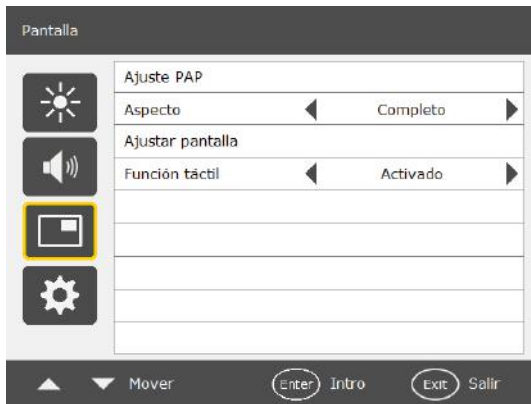 Pantalla
Ajuste PAP
Aspecto Completo
Ajustar pantalla
Función táctil Activado
Mover Enter Intro Exit Salir